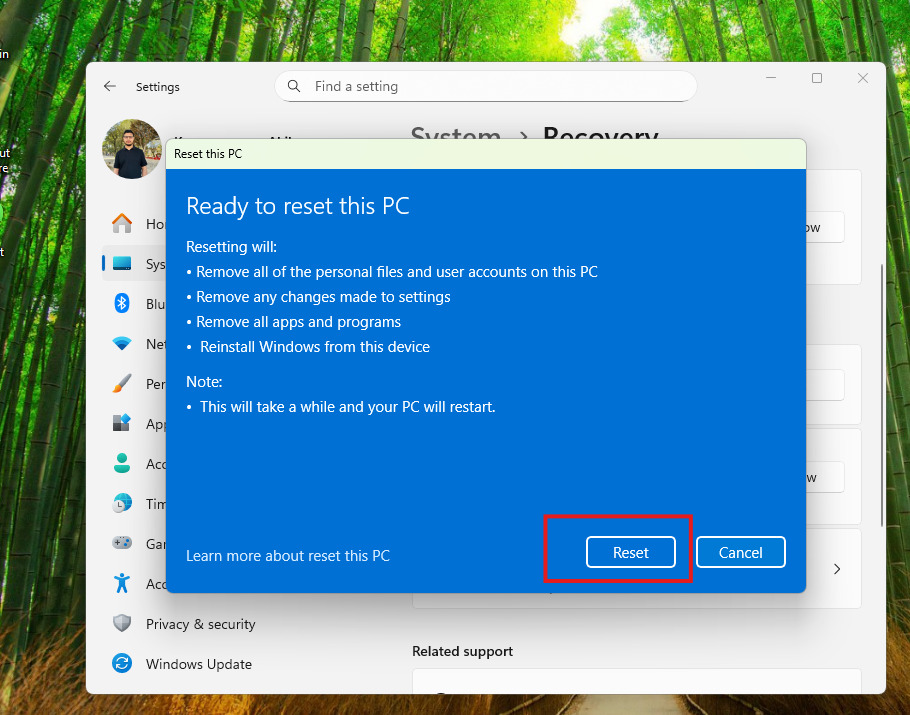 Settings
Find a setting
System > Recovery
Reset this PC
Ready to reset this PC
Resetting will:
• Remove all of the personal files and user accounts on this PC
• Remove any changes made to settings
• Remove all apps and programs
• Reinstall Windows from this device
Note:
• This will take a while and your PC will restart.
Learn more about reset this PC
Reset
Cancel
Privacy & security
Windows Update
Related support